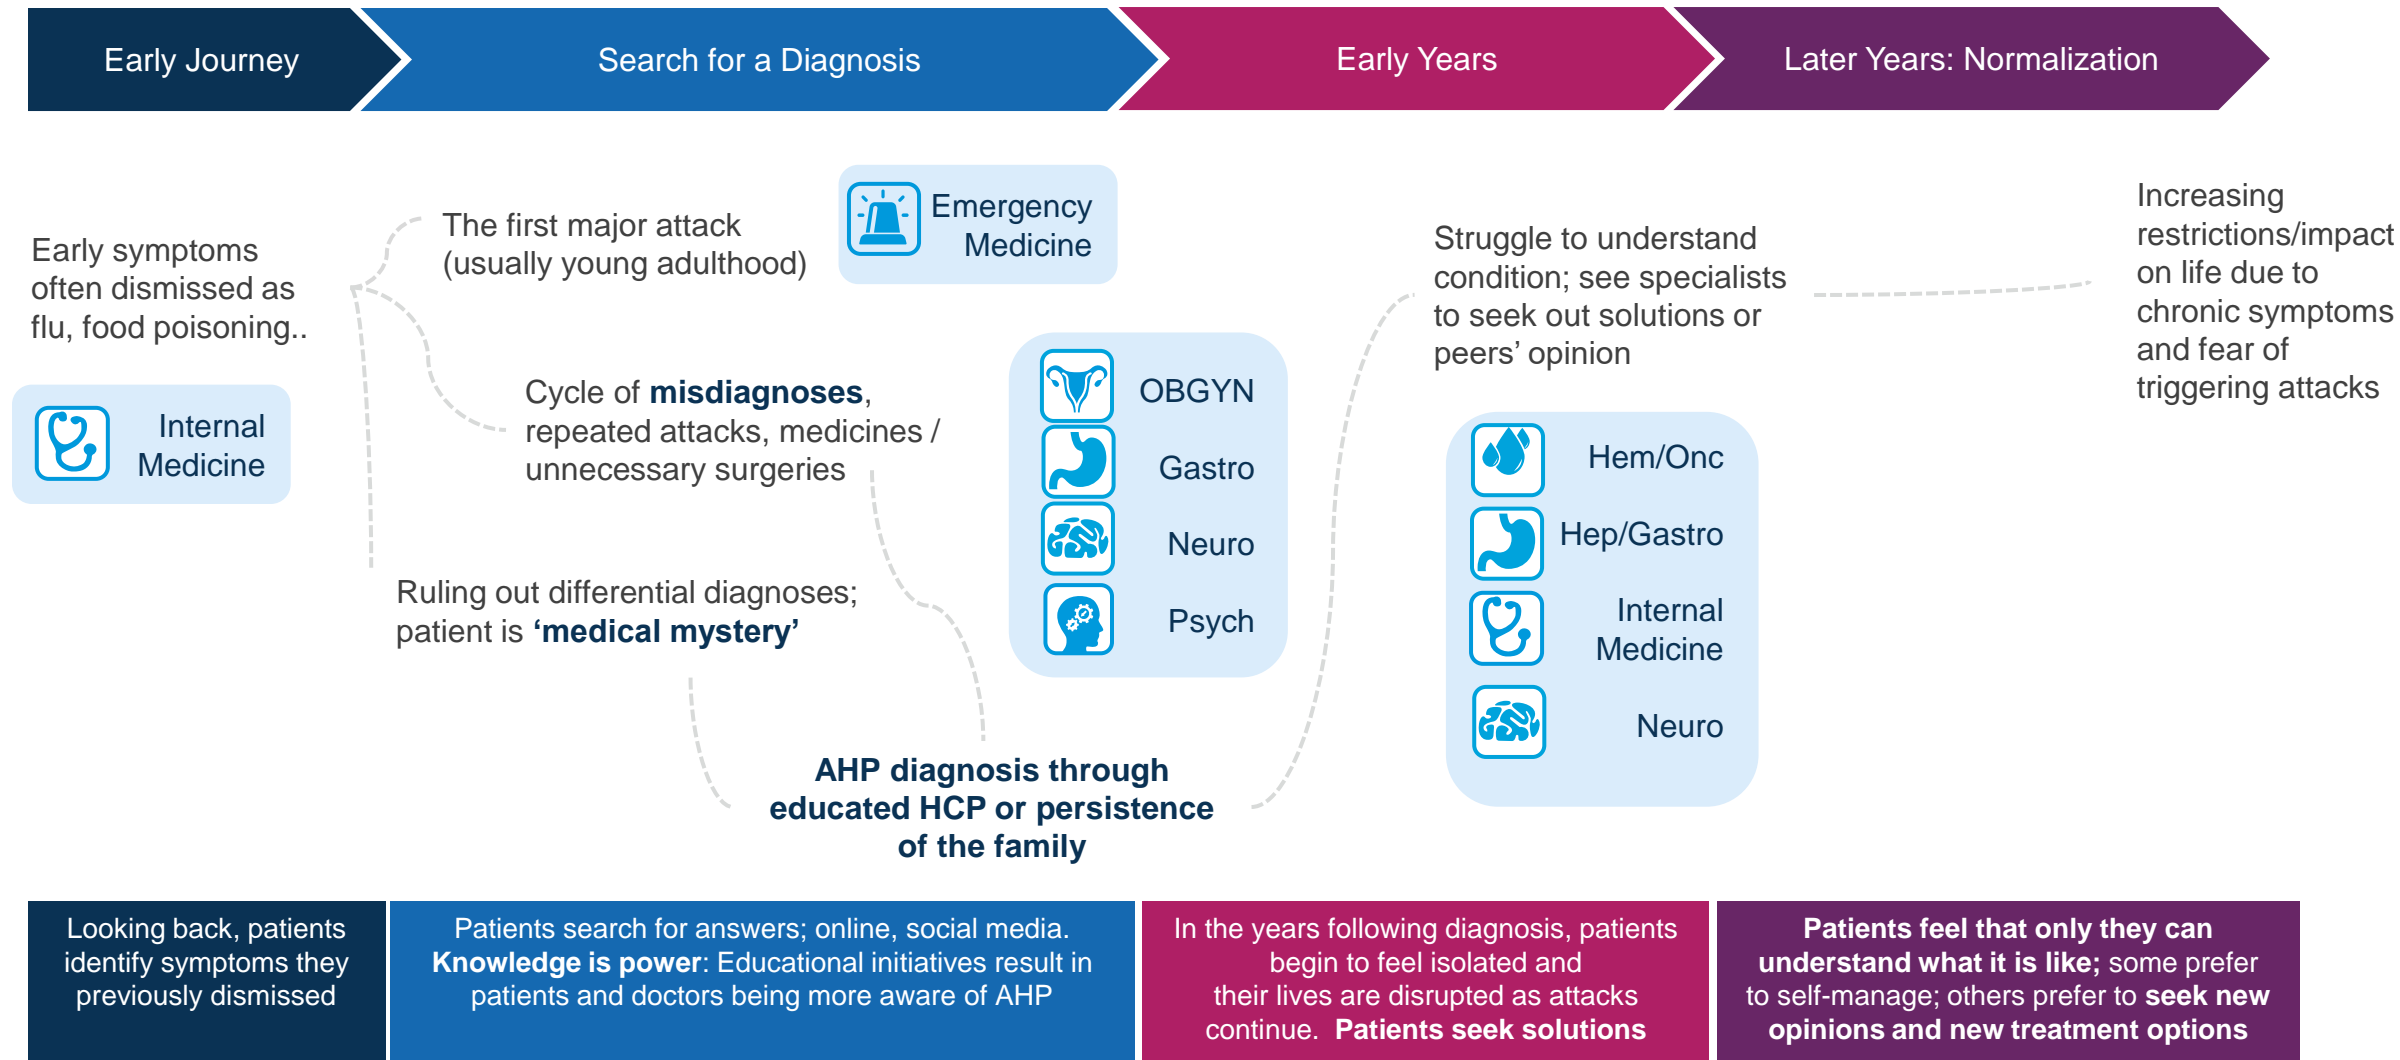 Early Journey
Search for a Diagnosis
Early Years
Later Years: Normalization
Early symptoms
often dismissed as
flu, food poisoning..
Internal
Medicine
The first major attack
(usually young adulthood)
Emergency
Medicine
Cycle of misdiagnoses,
repeated attacks, medicines /
unnecessary surgeries
Ruling out differential diagnoses;
patient is ‘medical mystery’
OBGYN
Gastro
Neuro
Psych
AHP diagnosis through
educated HCP or persistence
of the family
Struggle to understand
condition; see specialists
to seek out solutions or
peers’ opinion
Hem/Onc
Hep/Gastro
Internal
Medicine
Neuro
Increasing
restrictions/impact
on life due to
chronic symptoms
and fear of
triggering attacks
Looking back, patients
identify symptoms they
previously dismissed
Patients search for answers; online, social media.
Knowledge is power: Educational initiatives result in
patients and doctors being more aware of AHP
In the years following diagnosis, patients
begin to feel isolated and
their lives are disrupted as attacks
continue. Patients seek solutions
Patients feel that only they can
understand what it is like; some prefer
to self-manage; others prefer to seek new
opinions and new treatment options